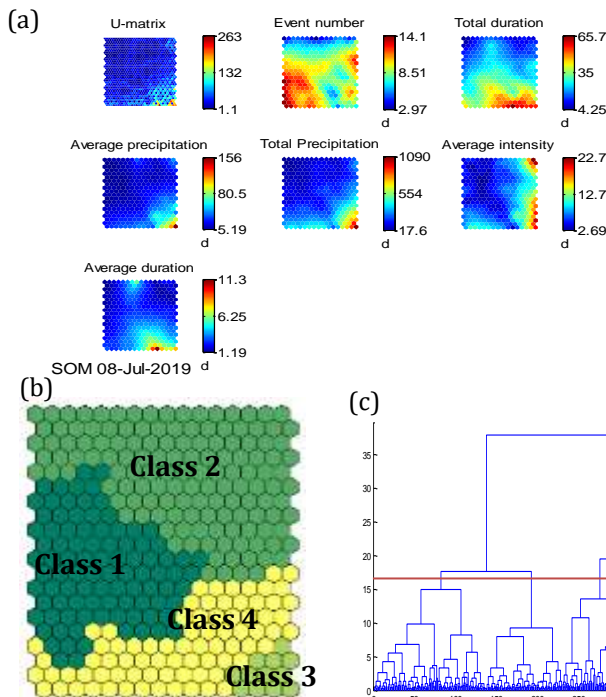 (a)
U-matrix
263
132
1.1
Event number
14.1
8.51
2.97
d
Total duration
65.7
35
4.25
d
Average precipitation
156
80.5
5.19
d
Total Precipitation
1090
554
17.6
d
Average intensity
22.7
12.7
2.69
d
Average duration
11.3
6.25
1.19
d
SOM 08-Jul-2019
(b)
Class 2
Class 1
Class 4
Class 3
(c)
35
30
25
20
15
10
5
0